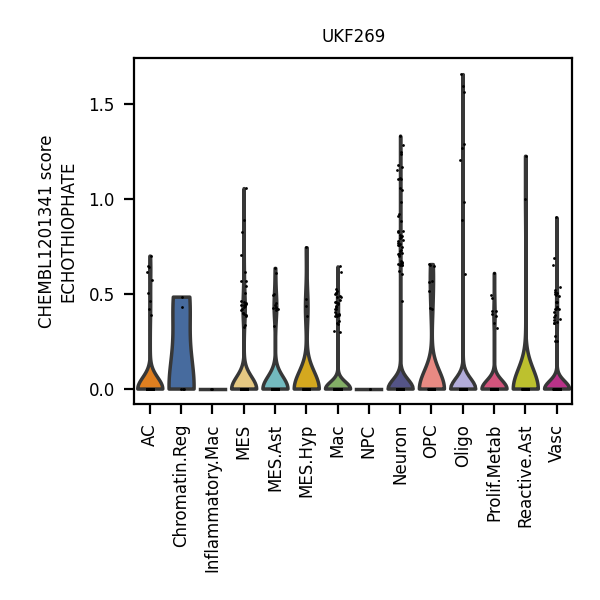 UKF269
CHEMBL1201341 score
ECHOTHIOPHATE
1.5
1.0
0.5
0.0
AC
Chromatin.Reg
Inflammatory.Mac
MES
MES.Ast
MES.Hyp
Mac
NPC
Neuron
OPC
Oligo
Prolif.Metab
Reactive.Ast
Vasc